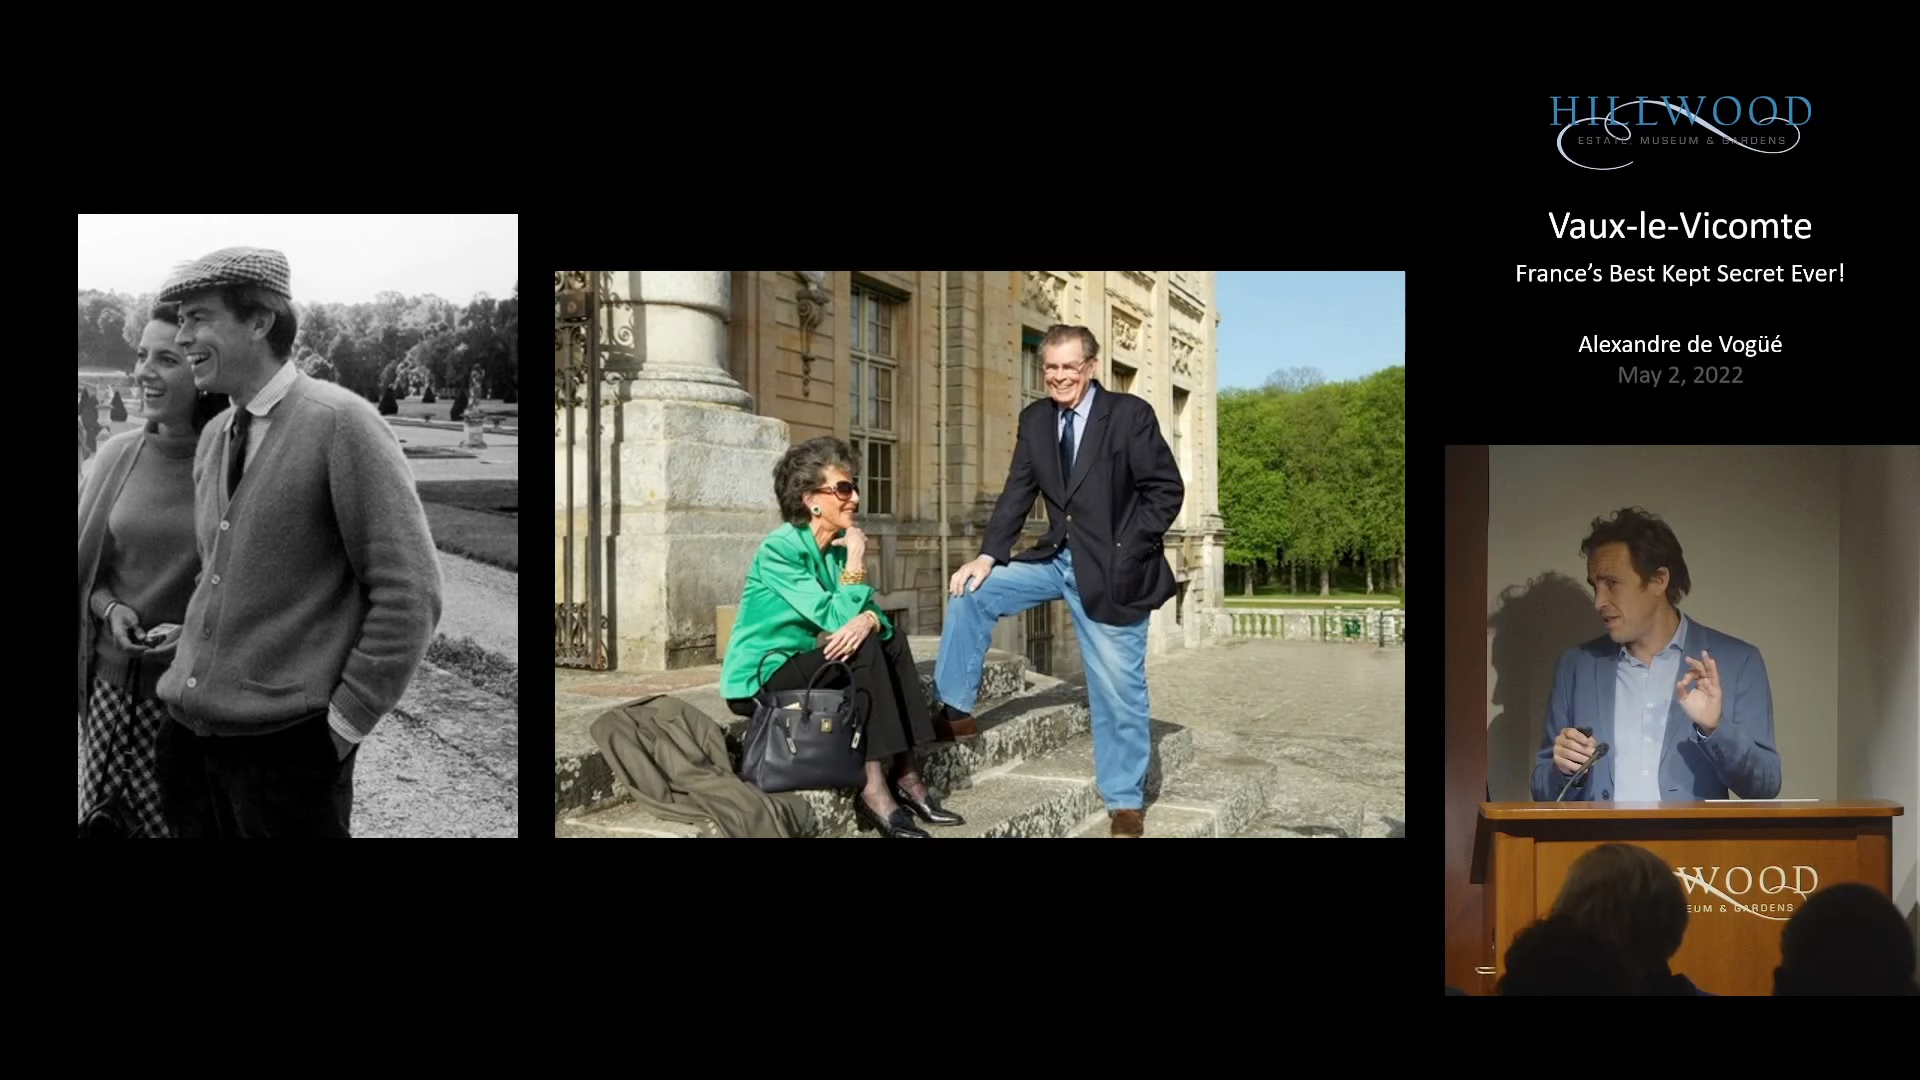 HILLWOOD
ESTATE, MUSEUM & GARDENS
Vaux-le-Vicomte
France's Best Kept Secret Ever!
Alexandre de Vogüé
May 2, 2022
WOOD
EUM & GARDENS